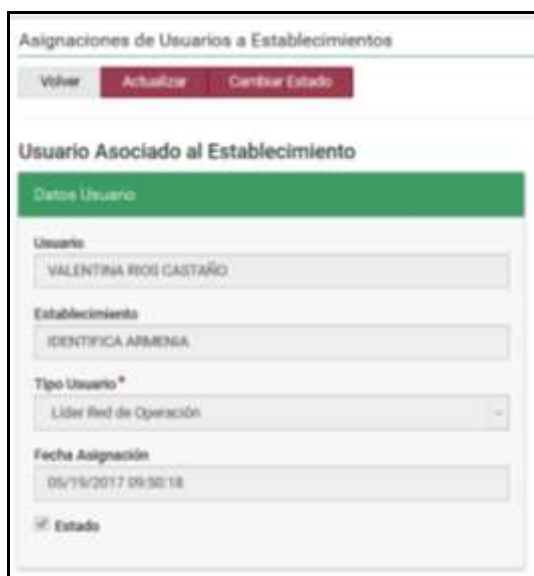 Asignaciones de Usuarios a Establecimientos
Volver Actualizar Cambiar Estado
Usuario Asociado al Establecimiento
Datos Usuario
Usuario
VALENTINA RIOS CASTAÑO
Establecimiento
IDENTIFICA ARMENIA
Tipo Usuario*
Líder Red de Operación
Fecha Asignación
05/19/2017 09:50:18
Estado